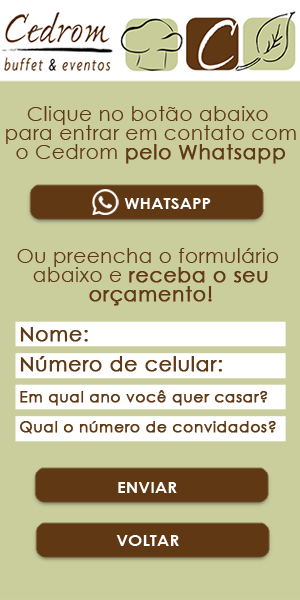 Cedrom
buffet & eventos
C
Clique no botão abaixo
para entrar em contato com
o Cedrom pelo Whatsapp
WHATSAPP
Ou preencha o formulário
abaixo e receba o seu
orçamento!
Nome:
Número de celular:
Em qual ano você quer casar?
Qual o número de convidados?
ENVIAR
VOLTAR